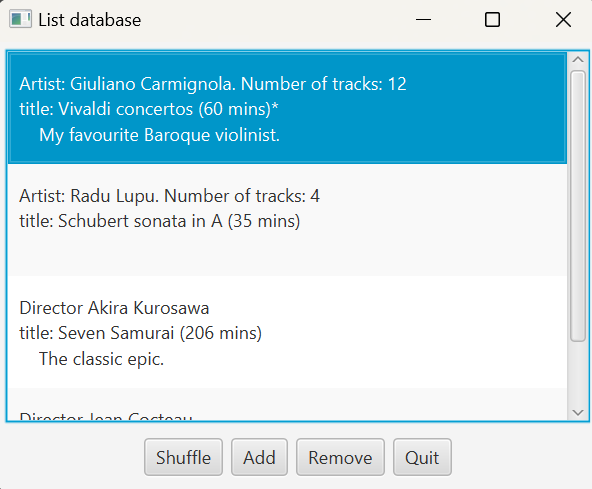 List database
Artist: Giuliano Carmignola. Number of tracks: 12
title: Vivaldi concertos (60 mins)*
My favourite Baroque violinist.
Artist: Radu Lupu. Number of tracks: 4
title: Schubert sonata in A (35 mins)
Director Akira Kurosawa
title: Seven Samurai (206 mins)
The classic epic.
Director Jean Cocteau
Shuffle Add Remove Quit